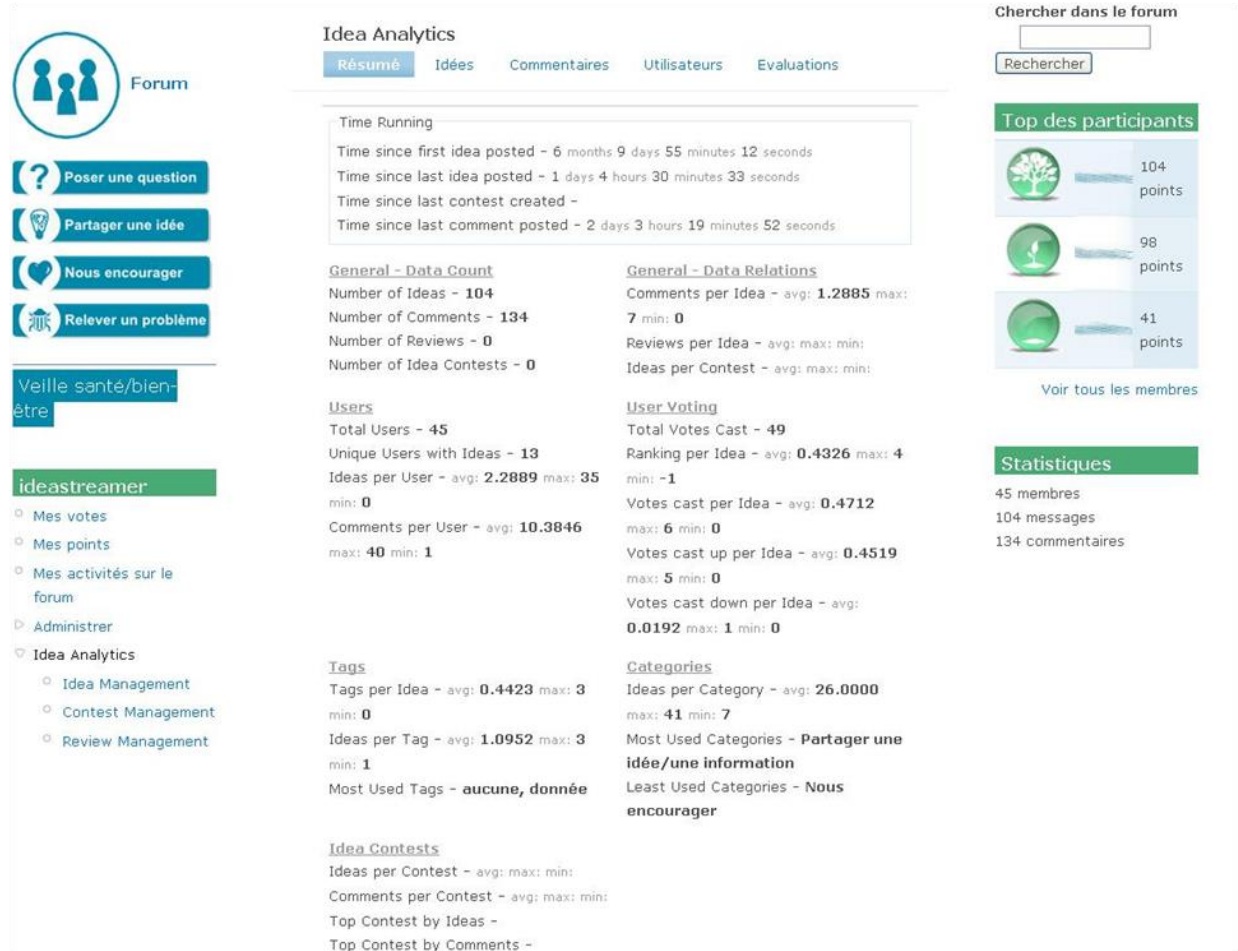 Forum
Poser une question
Partager une idée
Nous encourager
Relever un problème
Veille santé/bien-
être
ideastreamer
Mes votes
Mes points
Mes activités sur le
forum
Administrer
Idea Analytics
Idea Management
Contest Management
Review Management
Idea Analytics
Résumé Idées Commentaires Utilisateurs Evaluations
Time Running
Time since first idea posted - 6 months 9 days 55 minutes 12 seconds
Time since last idea posted - 1 days 4 hours 30 minutes 33 seconds
Time since last contest created -
Time since last comment posted - 2 days 3 hours 19 minutes 52 seconds
General - Data Count
Number of Ideas - 104
Number of Comments - 134
Number of Reviews - 0
Number of Idea Contests - 0
General - Data Relations
Comments per Idea - avg: 1.2885 max:
7 min: 0
Reviews per Idea - avg: max: min:
Ideas per Contest - avg: max: min:
Users
Total Users - 45
Unique Users with Ideas - 13
Ideas per User - avg: 2.2889 max: 35
min: 0
Comments per User - avg: 10.3846
max: 40 min: 1
User Voting
Total Votes Cast - 49
Ranking per Idea - avg: 0.4326 max: 4
min: -1
Votes cast per Idea - avg: 0.4712
max: 6 min: 0
Votes cast up per Idea - avg: 0.4519
max: 5 min: 0
Votes cast down per Idea - avg:
0.0192 max: 1 min: 0
Tags
Tags per Idea - avg: 0.4423 max: 3
min: 0
Ideas per Tag - avg: 1.0952 max: 3
min: 1
Most Used Tags - aucune, donnée
Categories
Ideas per Category - avg: 26.0000
max: 41 min: 7
Most Used Categories - Partager une
idée/une information
Least Used Categories - Nous
encourager
Idea Contests
Ideas per Contest - avg: max: min:
Comments per Contest - avg: max: min:
Top Contest by Ideas -
Top Contest by Comments -
Chercher dans le forum
Rechercher
Top des participants
104
points
98
points
41
points
Voir tous les membres
Statistiques
45 membres
104 messages
134 commentaires